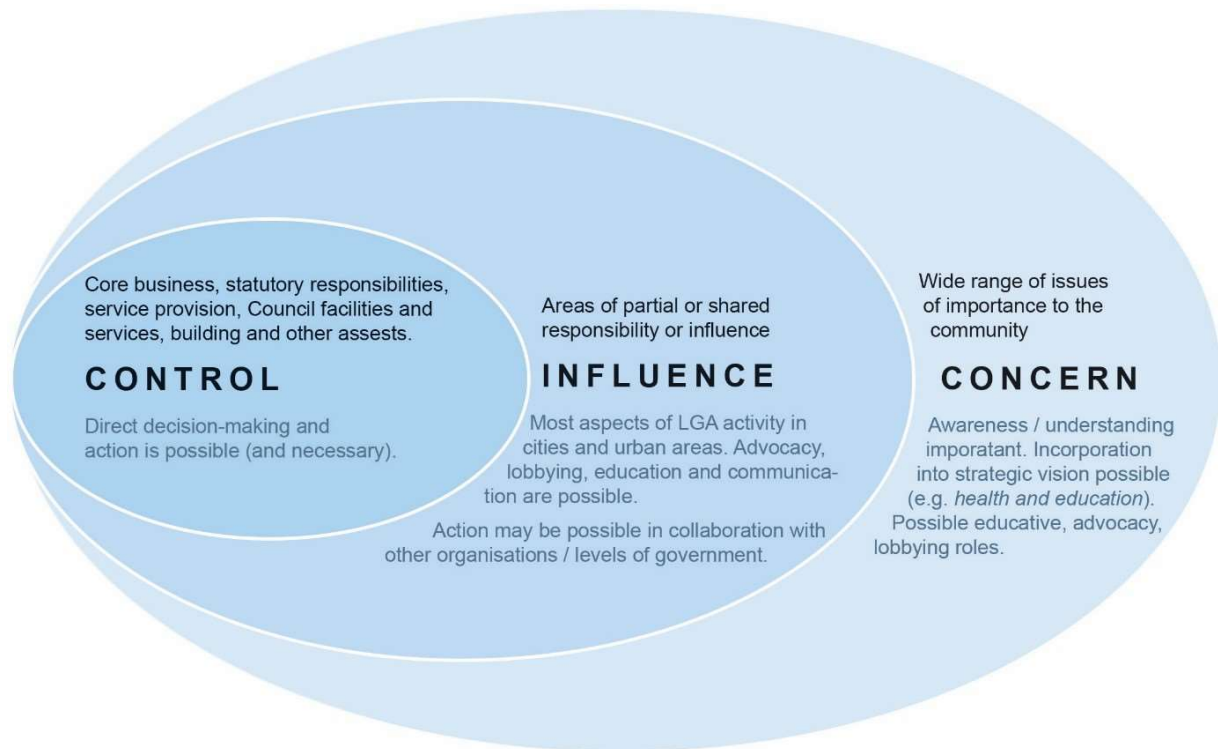 Core business, statutory responsibilities,
service provision, Council facilities and
services, building and other assests.
CONTROL
Direct decision-making and
action is possible (and necessary).
Areas of partial or shared
responsibility or influence
INFLUENCE
Most aspects of LGA activity in
cities and urban areas. Advocacy,
lobbying, education and communica-
tion are possible.
Action may be possible in collaboration with
other organisations / levels of government.
Wide range of issues
of importance to the
community
CONCERN
Awareness / understanding
imporatant. Incorporation
into strategic vision possible
(e.g. health and education).
Possible educative, advocacy,
lobbying roles.